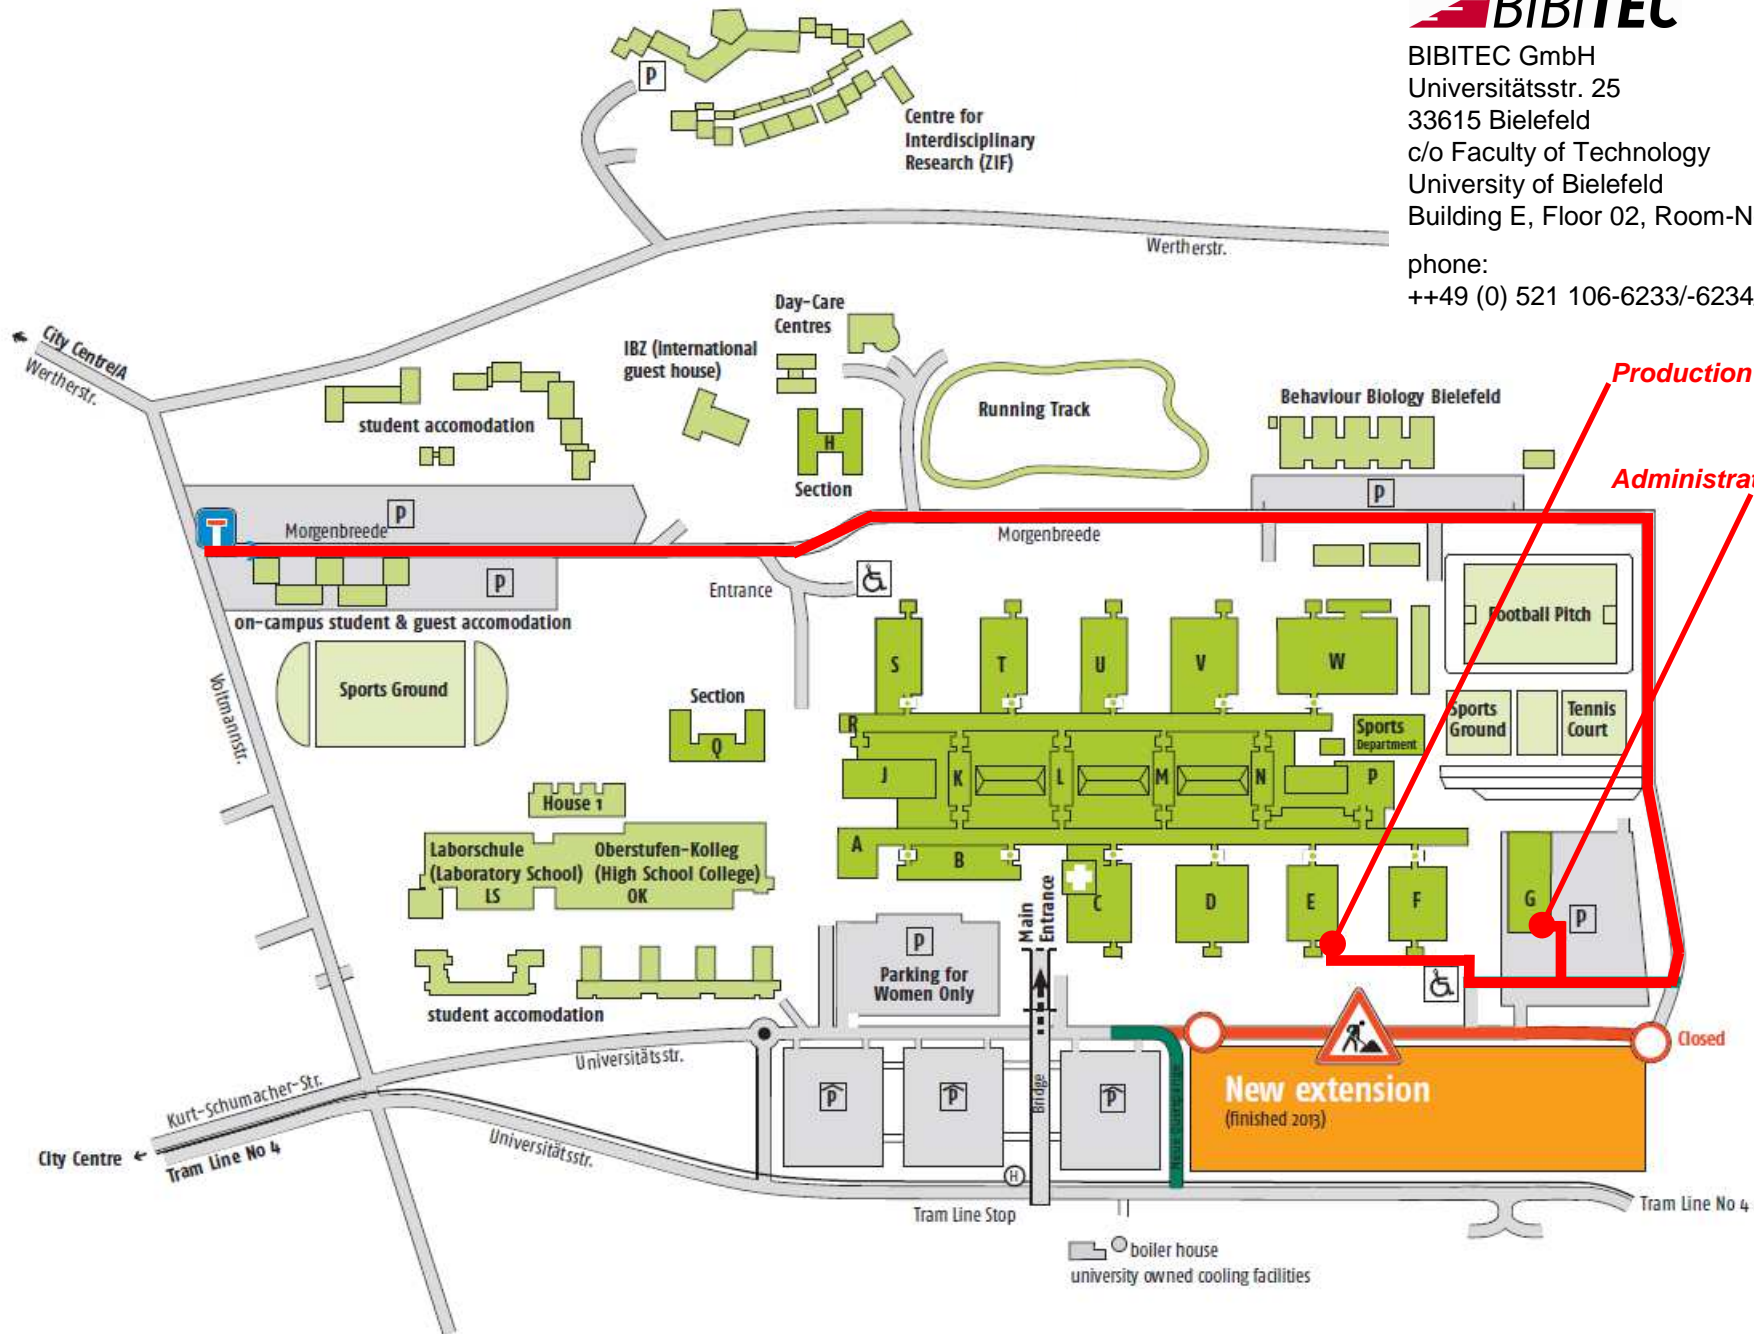 BIBITEC
BIBITEC GmbH
Universitätsstr. 25
33615 Bielefeld
c/o Faculty of Technology
University of Bielefeld
Building E, Floor 02, Room-N
phone:
++49 (0) 521 106-6233/-6234
P
Centre for
Interdisciplinary
Research (ZIF)
Wertherstr.
City Centre/A
Wertherstr.
Day-Care
Centres
IBZ (International
guest house)
student accomodation
H
Section
Running Track
Behaviour Biology Bielefeld
Production
Administrat
P
P
Morgenbreede
Morgenbreede
P
Entrance
on-campus student & guest accomodation
Football Pitch
Sports Ground
Voltmannstr.
Section
Q
S
T
U
V
W
R
Sports
Department
Sports
Ground
Tennis
Court
J
K
L
M
N
P
House 1
Laborschule
(Laboratory School)
LS
Oberstufen-Kolleg
(High School College)
OK
A
B
C
D
E
F
G
P
Main
Entrance
P
Parking for
Women Only
student accomodation
Universitätsstr.
Closed
New extension
(finished 2013)
P
P
P
Bridge
Kurt-Schumacher-Str.
City Centre
Tram Line No 4
Universitätsstr.
H
Tram Line Stop
Tram Line No 4
boiler house
university owned cooling facilities